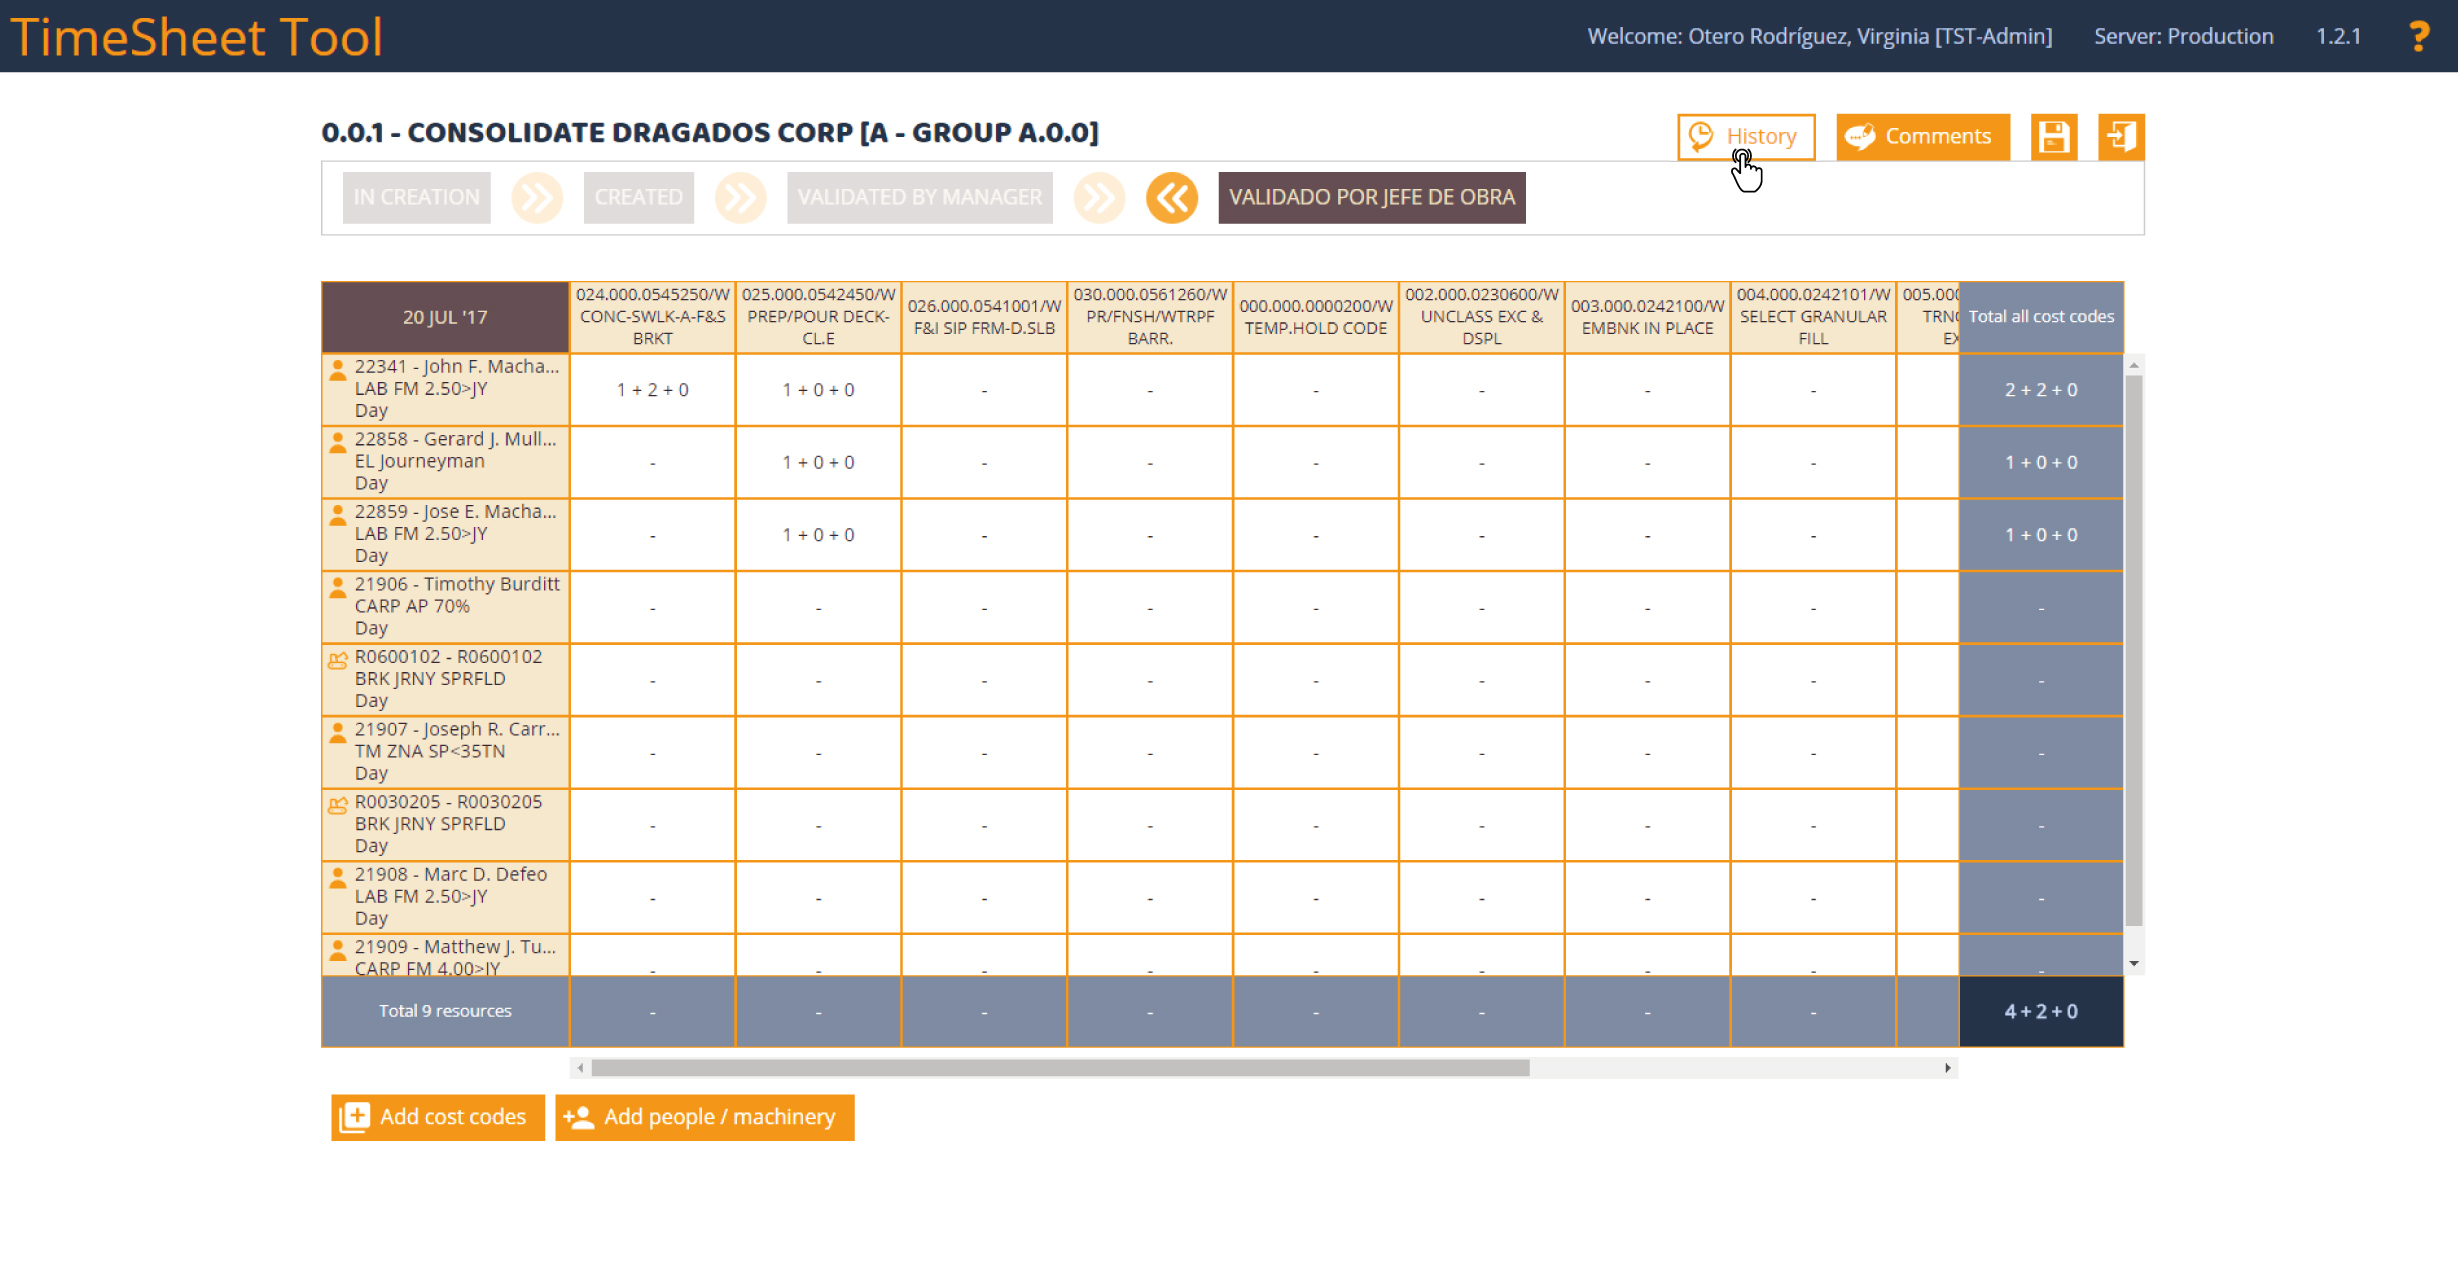 TimeSheet Tool
Welcome: Otero Rodríguez, Virginia [TST-Admin] Server: Production 1.2.1 ?
0.0.1 - CONSOLIDATE DRAGADOS CORP [A - GROUP A.0.0]
History
Comments
IN CREATION
CREATED
VALIDATED BY MANAGER
VALIDADO POR JEFE DE OBRA
20 JUL '17
024.000.0545250/W
CONC-SWLK-A-F&S
BRKT
025.000.0542450/W
PREP/POUR DECK-
CL.E
026.000.0541001/W
F&I SIP FRM-D.SLB
030.000.0561260/W
PR/FNSH/WTRPF
BARR.
000.000.0000200/W
TEMP.HOLD CODE
002.000.0230600/W
UNCLASS EXC &
DSPL
003.000.0242100/W
EMBNK IN PLACE
004.000.0242101/W
SELECT GRANULAR
FILL
005.000
TRNC
EX
Total all cost codes
22341 - John F. Macha...
LAB FM 2.50>JY
Day
1 + 2 + 0
1 + 0 + 0
- - - - - -
2 + 2 + 0
22858 - Gerard J. Mull...
EL Journeyman
Day
-
1 + 0 + 0
- - - - - -
1 + 0 + 0
22859 - Jose E. Macha...
LAB FM 2.50>JY
Day
-
1 + 0 + 0
- - - - - -
1 + 0 + 0
21906 - Timothy Burditt
CARP AP 70%
Day
- - - - - - - - -
R0600102 - R0600102
BRK JRNY SPRFLD
Day
- - - - - - - - -
21907 - Joseph R. Carr...
TM ZNA SP<35TN
Day
- - - - - - - - -
R0030205 - R0030205
BRK JRNY SPRFLD
Day
- - - - - - - - -
21908 - Marc D. Defeo
LAB FM 2.50>JY
Day
- - - - - - - - -
21909 - Matthew J. Tu...
CARP FM 4.00>JY
- - - - - - - - -
Total 9 resources
- - - - - - - -
4 + 2 + 0
Add cost codes
Add people / machinery